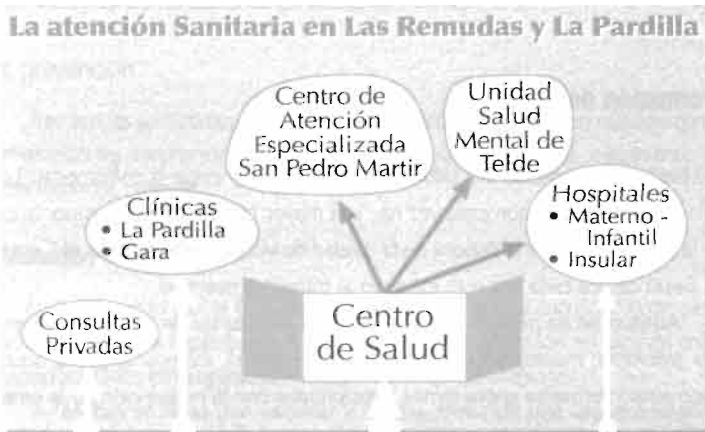 La atención Sanitaria en Las Remudas y La Pardilla
Centro de
Atención
Especializada
San Pedro Martir
Unidad
Salud
Mental de
Telde
Clínicas
• La Pardilla
• Gara
Hospitales
• Materno -
Infantil
• Insular
Consultas
Privadas
Centro
de Salud